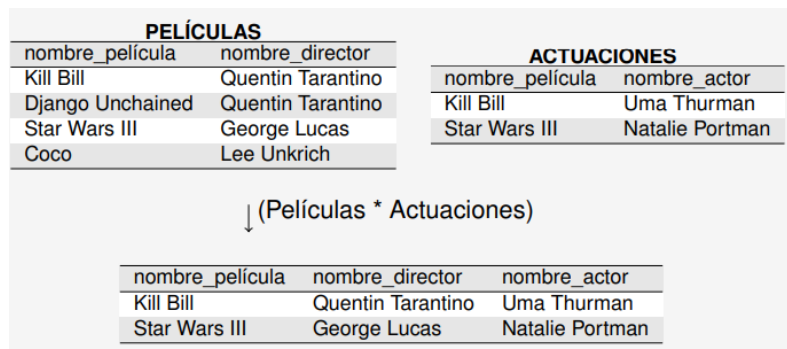 PELÍCULAS
nombre_película nombre_director
Kill Bill Quentin Tarantino
Django Unchained Quentin Tarantino
Star Wars III George Lucas
Coco Lee Unkrich
ACTUACIONES
nombre_película nombre_actor
Kill Bill Uma Thurman
Star Wars III Natalie Portman
↓(Películas * Actuaciones)
nombre_película nombre_director nombre_actor
Kill Bill Quentin Tarantino Uma Thurman
Star Wars III George Lucas Natalie Portman